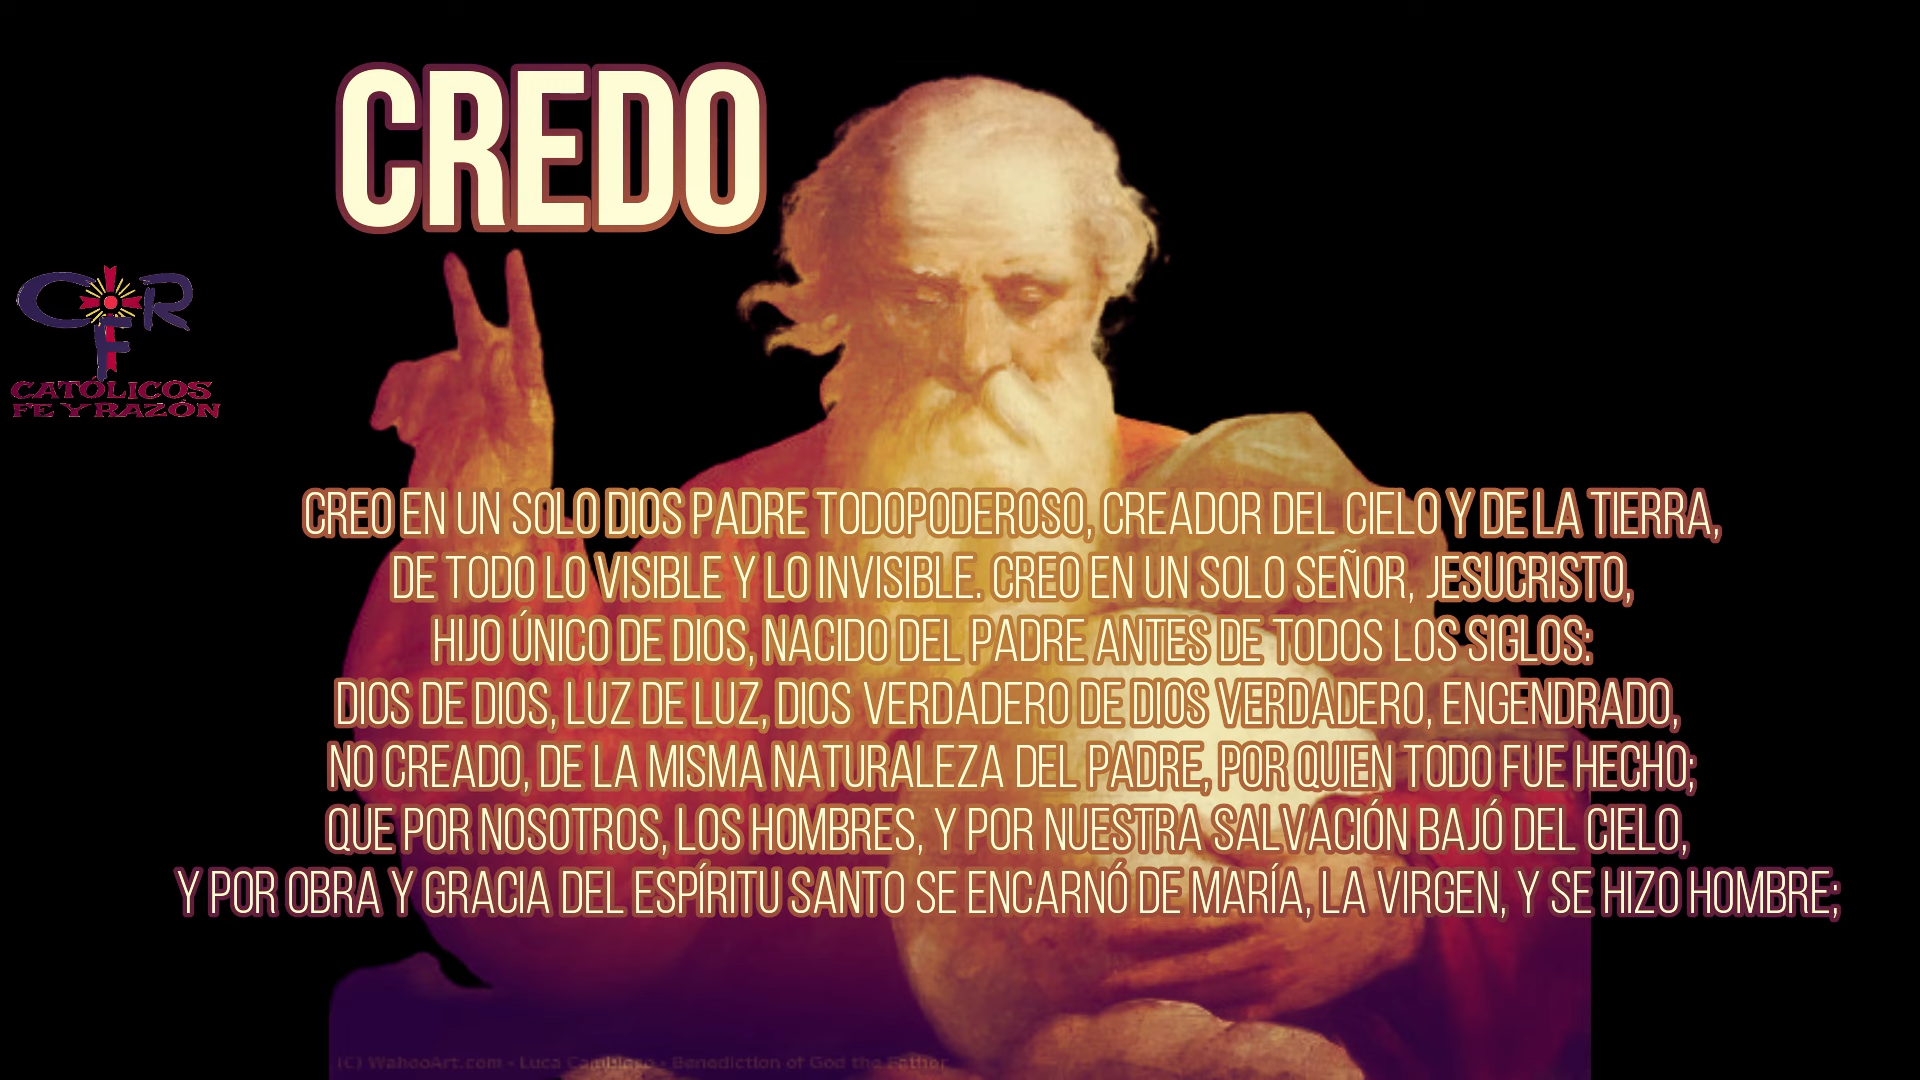 CREDO
CFR
CATÓLICOS
FE Y RAZÓN
CREO EN UN SOLO DIOS PADRE TODOPODEROSO, CREADOR DEL CIELO Y DE LA TIERRA,
DE TODO LO VISIBLE Y LO INVISIBLE. CREO EN UN SOLO SEÑOR, JESUCRISTO,
HIJO ÚNICO DE DIOS, NACIDO DEL PADRE ANTES DE TODOS LOS SIGLOS:
DIOS DE DIOS, LUZ DE LUZ, DIOS VERDADERO DE DIOS VERDADERO, ENGENDRADO,
NO CREADO, DE LA MISMA NATURALEZA DEL PADRE, POR QUIEN TODO FUE HECHO;
QUE POR NOSOTROS, LOS HOMBRES, Y POR NUESTRA SALVACIÓN BAJÓ DEL CIELO,
Y POR OBRA Y GRACIA DEL ESPÍRITU SANTO SE ENCARNÓ DE MARÍA, LA VIRGEN, Y SE HIZO HOMBRE;
(C) WahooArt.com - Luca Cambiaso - Benediction of God the Father